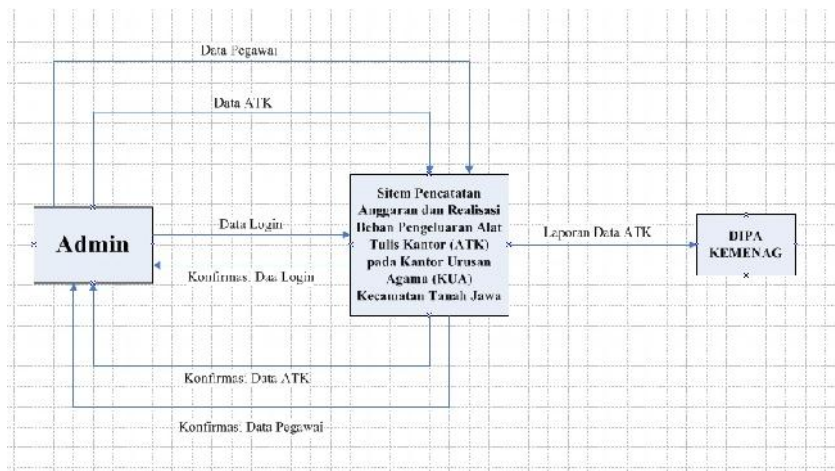 Data Pegawai
Data ATK
Sitem Pencatatan
Anggaran dan Realisasi
Beban Pengeluaran Alat
Tulis Kantor (ATK)
pada Kantor Urusan
Agama (KUA)
Kecamatan Tanah Jawa
Admin
Data Login
Konfirmasi Daa Login
Laporan Data ATK
DIPA
KEMENAG
Konfirmasi Data ATK
Konfirmasi Data Pegawai